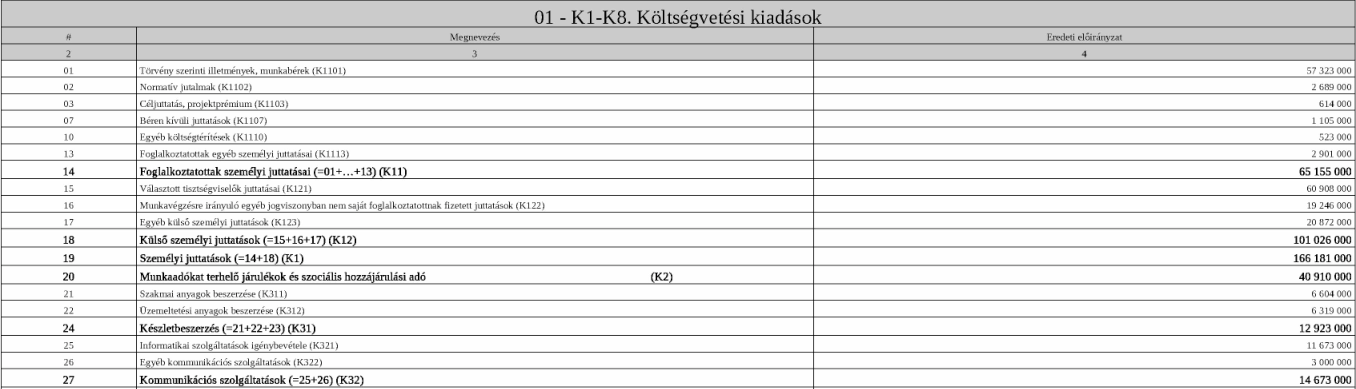 01 - K1-K8. Költségvetési kiadások
# Megnevezés Eredeti előirányzat
2 3 4
01 Törvény szerinti illetmények, munkabérek (K1101) 57 323 000
02 Normatív jutalmak (K1102) 2 689 000
03 Céljuttatás, projektprémium (K1103) 614 000
07 Béren kívüli juttatások (K1107) 1 105 000
10 Egyéb költségtérítések (K1110) 523 000
13 Foglalkoztatottak egyéb személyi juttatásai (K1113) 2 901 000
14 Foglalkoztatottak személyi juttatásai (=01+…+13) (K11) 65 155 000
15 Választott tisztségviselők juttatásai (K121) 60 908 000
16 Munkavégzésre irányuló egyéb jogviszonyban nem saját foglalkoztatottnak fizetett juttatások (K122) 19 246 000
17 Egyéb külső személyi juttatások (K123) 20 872 000
18 Külső személyi juttatások (=15+16+17) (K12) 101 026 000
19 Személyi juttatások (=14+18) (K1) 166 181 000
20 Munkaadókat terhelő járulékok és szociális hozzájárulási adó (K2) 40 910 000
21 Szakmai anyagok beszerzése (K311) 6 604 000
22 Üzemeltetési anyagok beszerzése (K312) 6 319 000
24 Készletbeszerzés (=21+22+23) (K31) 12 923 000
25 Informatikai szolgáltatások igénybevétele (K321) 11 673 000
26 Egyéb kommunikációs szolgáltatások (K322) 3 000 000
27 Kommunikációs szolgáltatások (=25+26) (K32) 14 673 000